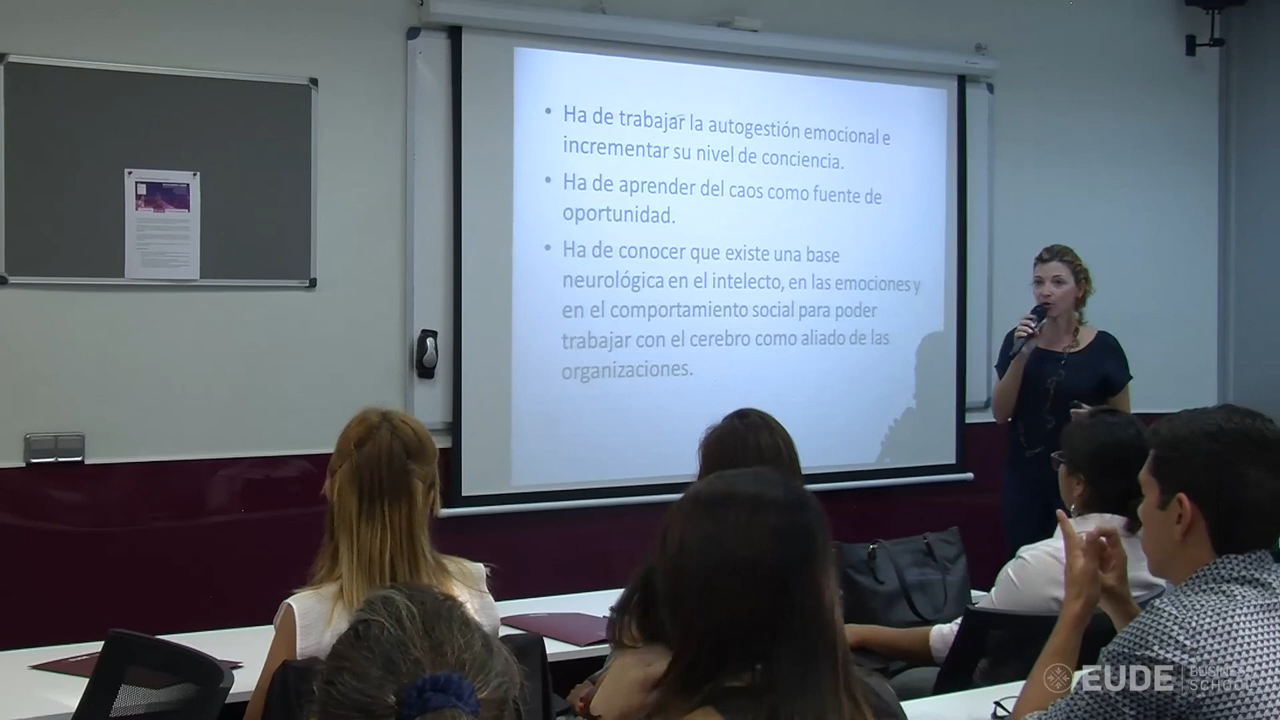 • Ha de trabajar la autogestión emocional e
incrementar su nivel de conciencia.
• Ha de aprender del caos como fuente de
oportunidad.
• Ha de conocer que existe una base
neurológica en el intelecto, en las emociones y
en el comportamiento social para poder
trabajar con el cerebro como aliado de las
organizaciones.
EUDE BUSINESS
SCHOOL